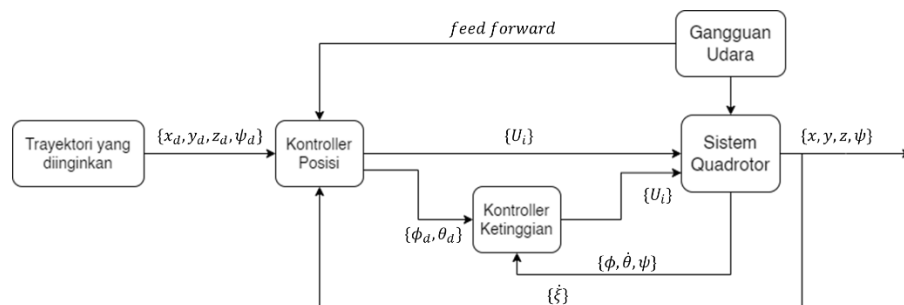 feed forward
Gangguan
Udara
Trayektori yang
diinginkan
{x_d, y_d, z_d, ψ_d}
Kontroller
Posisi
{U_i}
Sistem
Quadrotor
{x, y, z, ψ}
{ϕ_d, θ_d}
Kontroller
Ketinggian
{U_i}
{ϕ, θ̇, ψ}
{ξ̇}